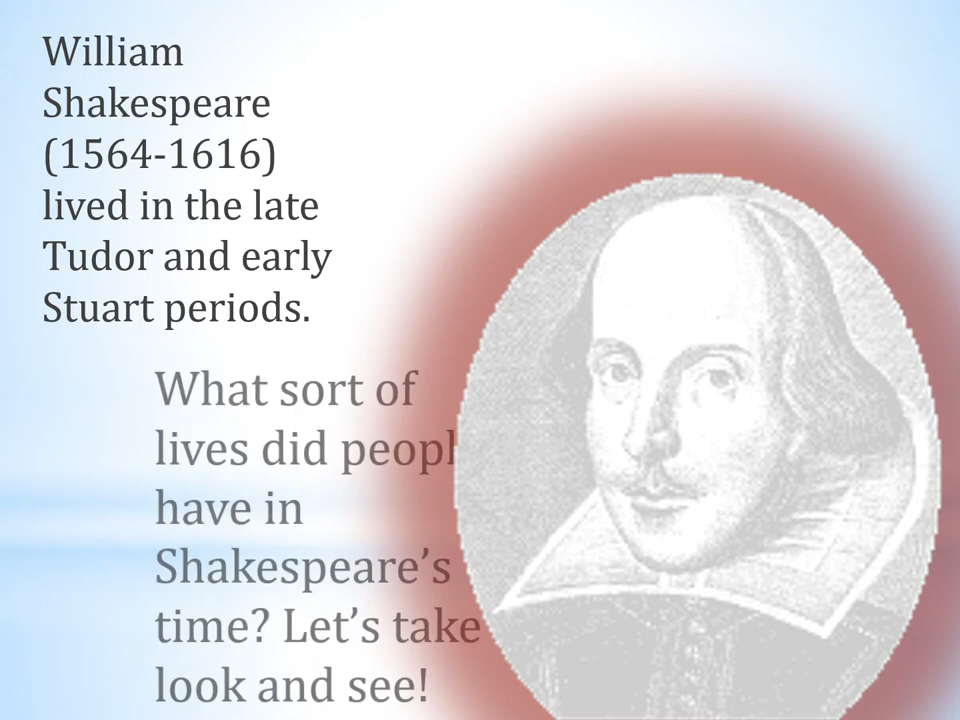 William
Shakespeare
(1564-1616)
lived in the late
Tudor and early
Stuart periods.
What sort of
lives did
have in
Shakespeare’s
time? Let’s take
look and see!